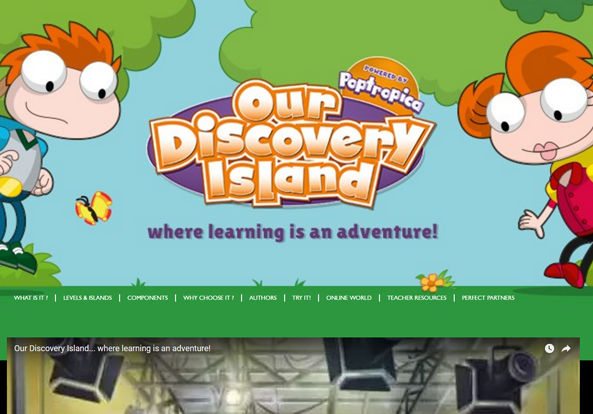 POWERED BY
Poptropica
Our
Discovery
Island
where learning is an adventure!
WHAT IS IT ? | LEVELS & ISLANDS | COMPONENTS | WHY CHOOSE IT ? | AUTHORS | TRY IT! | ONLINE WORLD | TEACHER RESOURCES | PERFECT PARTNERS
Our Discovery Island... where learning is an adventure!